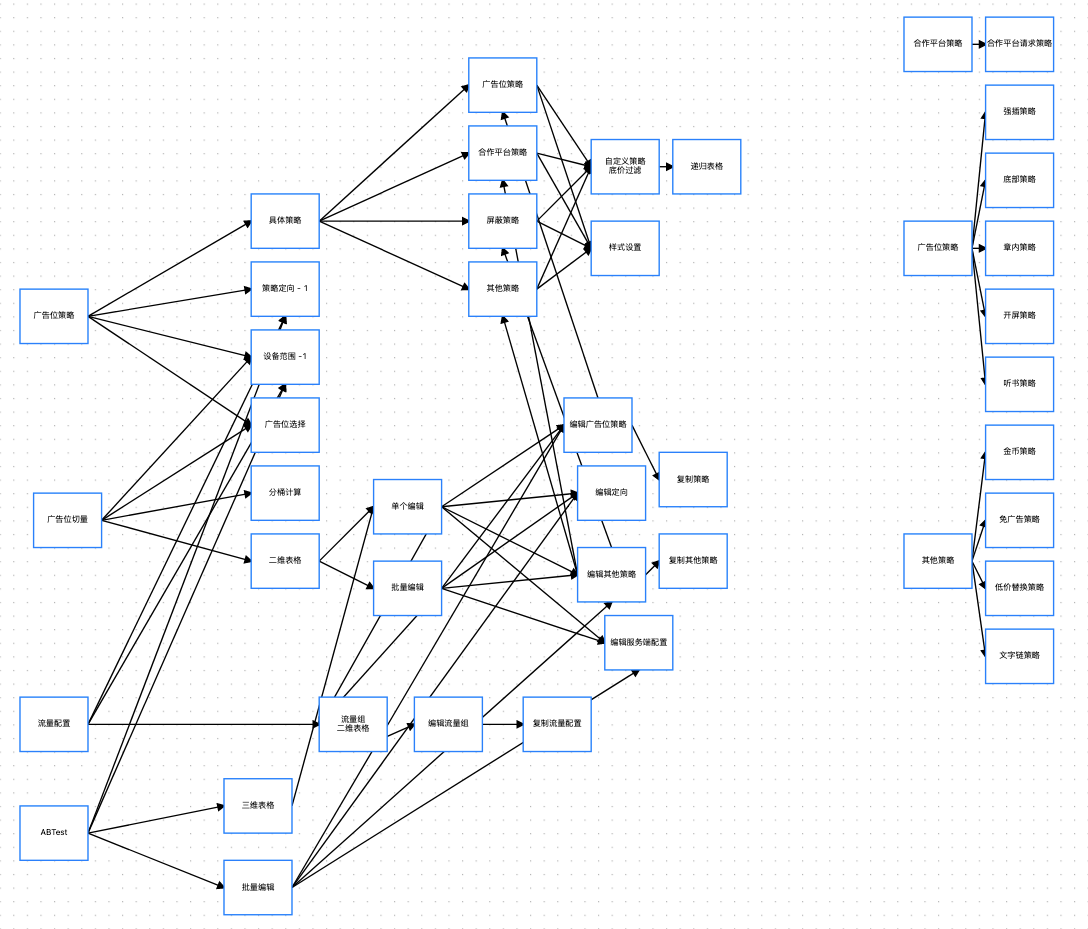 合作平台策略
合作平台请求策略
广告位策略
强插策略
合作平台策略
自定义策略
底价过滤
递归表格
底部策略
具体策略
屏蔽策略
样式设置
广告位策略
章内策略
策略定向 - 1
其他策略
广告位策略
开屏策略
设备范围 -1
听书策略
广告位选择
编辑广告位策略
金币策略
分桶计算
单个编辑
编辑定向
复制策略
广告位切量
免广告策略
二维表格
批量编辑
编辑其他策略
复制其他策略
其他策略
低价替换策略
编辑服务端配置
文字链策略
流量配置
流量组
二维表格
编辑流量组
复制流量配置
三维表格
ABTest
批量编辑